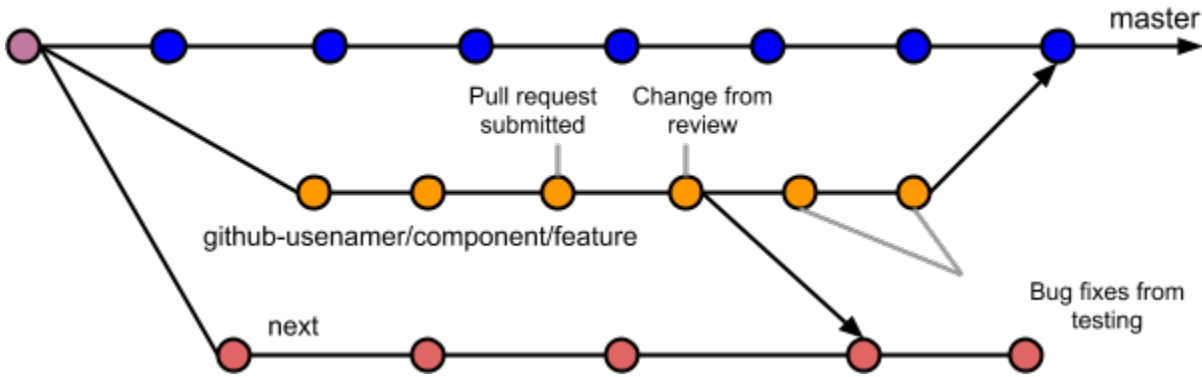 master
Pull request
submitted
Change from
review
github-usenamer/component/feature
next
Bug fixes from
testing